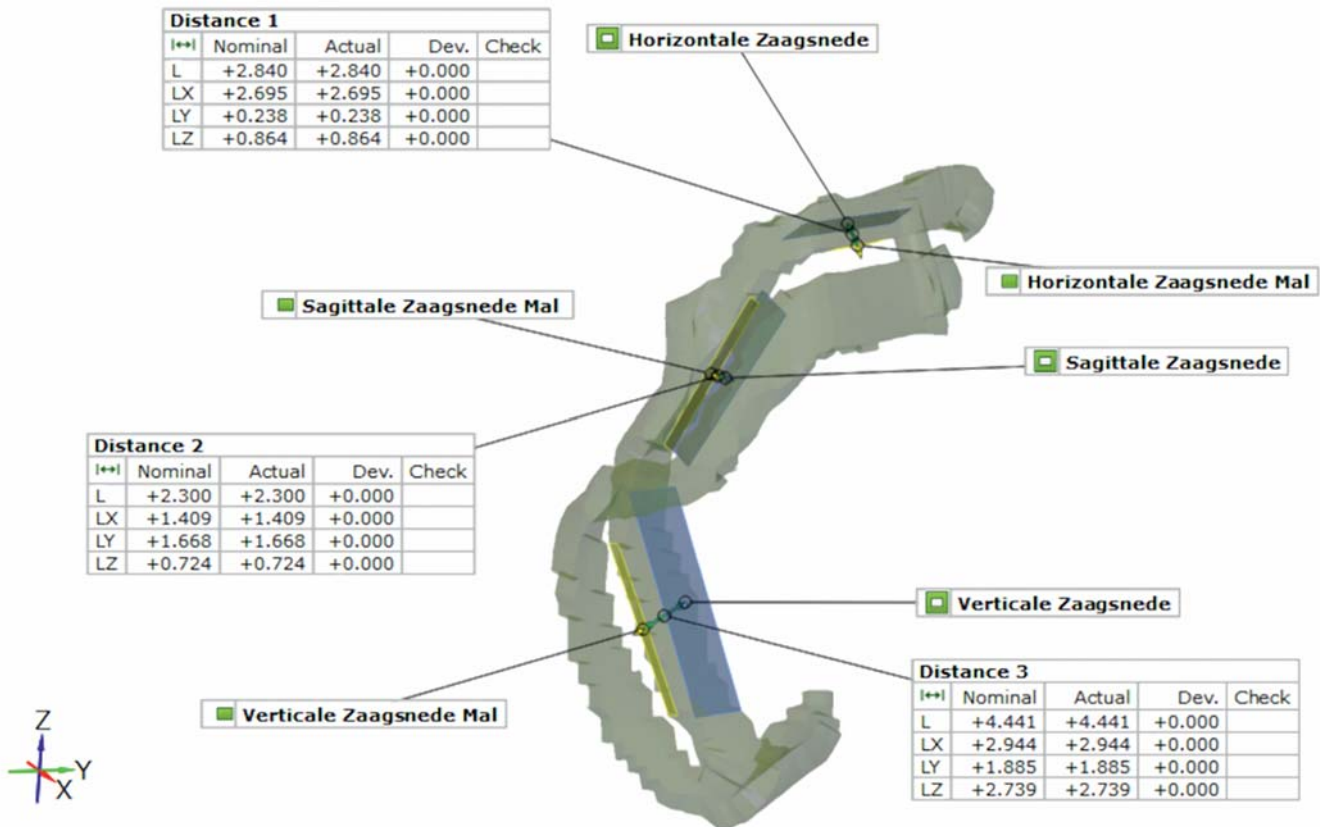 Distance 1
Nominal Actual Dev. Check
L +2.840 +2.840 +0.000
LX +2.695 +2.695 +0.000
LY +0.238 +0.238 +0.000
LZ +0.864 +0.864 +0.000
Horizontale Zaagsnede
Horizontale Zaagsnede Mal
Sagittale Zaagsnede Mal
Sagittale Zaagsnede
Distance 2
Nominal Actual Dev. Check
L +2.300 +2.300 +0.000
LX +1.409 +1.409 +0.000
LY +1.668 +1.668 +0.000
LZ +0.724 +0.724 +0.000
Verticale Zaagsnede
Verticale Zaagsnede Mal
Distance 3
Nominal Actual Dev. Check
L +4.441 +4.441 +0.000
LX +2.944 +2.944 +0.000
LY +1.885 +1.885 +0.000
LZ +2.739 +2.739 +0.000
Z
Y
X